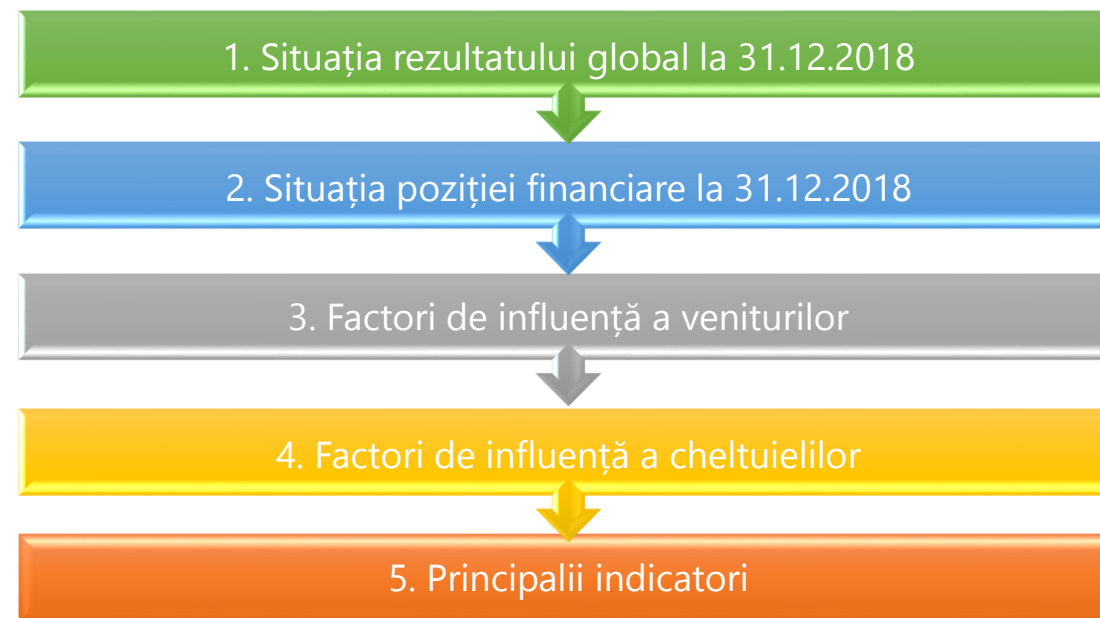 1. Situația rezultatului global la 31.12.2018
2. Situația poziției financiare la 31.12.2018
3. Factori de influență a veniturilor
4. Factori de influență a cheltuielilor
5. Principalii indicatori